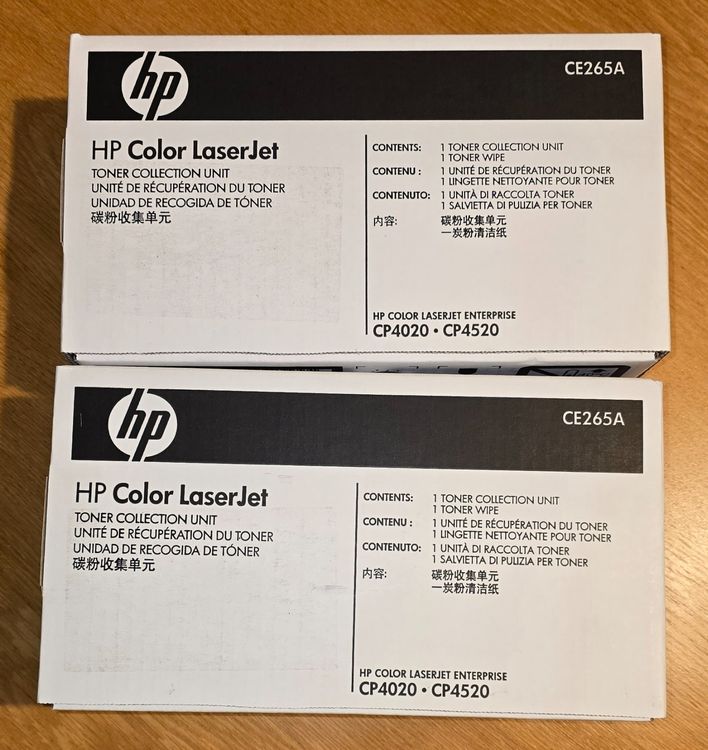 hp
CE265A
HP Color LaserJet
TONER COLLECTION UNIT
UNITÉ DE RÉCUPÉRATION DU TONER
UNIDAD DE RECOGIDA DE TÓNER
碳粉收集单元
CONTENTS: 1 TONER COLLECTION UNIT
1 TONER WIPE
CONTENU : 1 UNITÉ DE RÉCUPÉRATION DU TONER
1 LINGETTE NETTOYANTE POUR TONER
CONTENUTO: 1 UNITÀ DI RACCOLTA TONER
1 SALVIETTA DI PULIZIA PER TONER
内容: 碳粉收集单元
一炭粉清洁纸
HP COLOR LASERJET ENTERPRISE
CP4020 • CP4520
hp
CE265A
HP Color LaserJet
TONER COLLECTION UNIT
UNITÉ DE RÉCUPÉRATION DU TONER
UNIDAD DE RECOGIDA DE TÓNER
碳粉收集单元
CONTENTS: 1 TONER COLLECTION UNIT
1 TONER WIPE
CONTENU : 1 UNITÉ DE RÉCUPÉRATION DU TONER
1 LINGETTE NETTOYANTE POUR TONER
CONTENUTO: 1 UNITÀ DI RACCOLTA TONER
1 SALVIETTA DI PULIZIA PER TONER
内容: 碳粉收集单元
一炭粉清洁纸
HP COLOR LASERJET ENTERPRISE
CP4020 • CP4520